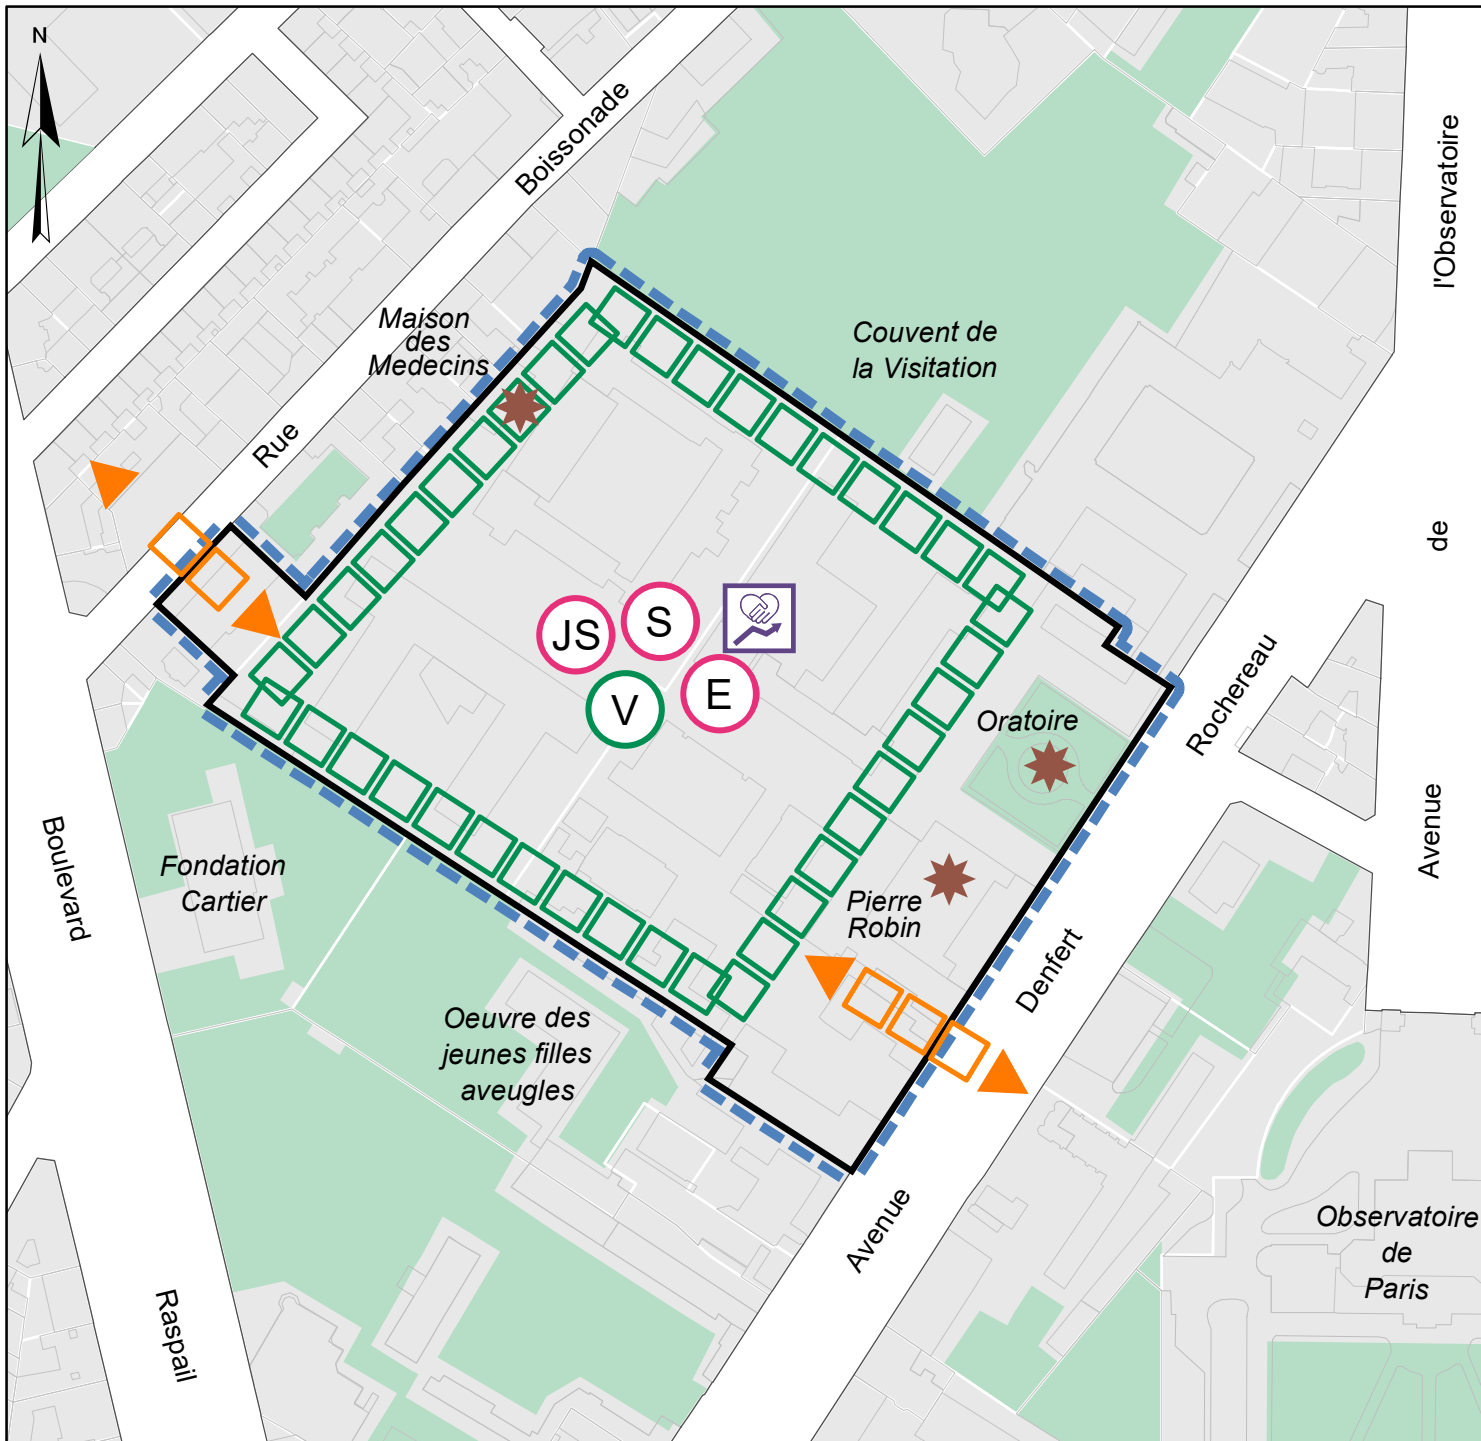 N
Boissonade
l'Observatoire
Maison
des
Medecins
Couvent de
la Visitation
Rue
de
JS
S
E
V
Oratoire
Rochereau
Avenue
Boulevard
Fondation
Cartier
Pierre
Robin
Denfert
Oeuvre des
jeunes filles
aveugles
Avenue
Observatoire
de
Paris
Raspail